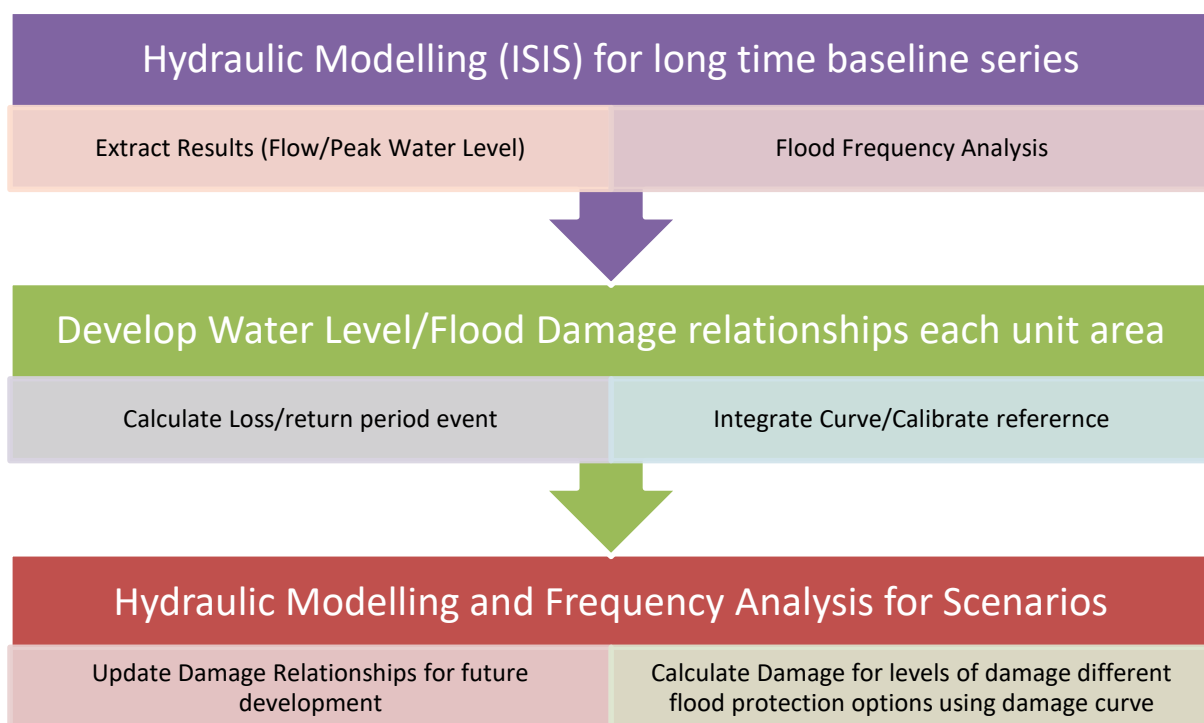 Hydraulic Modelling (ISIS) for long time baseline series
Extract Results (Flow/Peak Water Level)
Flood Frequency Analysis
Develop Water Level/Flood Damage relationships each unit area
Calculate Loss/return period event
Integrate Curve/Calibrate referernce
Hydraulic Modelling and Frequency Analysis for Scenarios
Update Damage Relationships for future
development
Calculate Damage for levels of damage different
flood protection options using damage curve